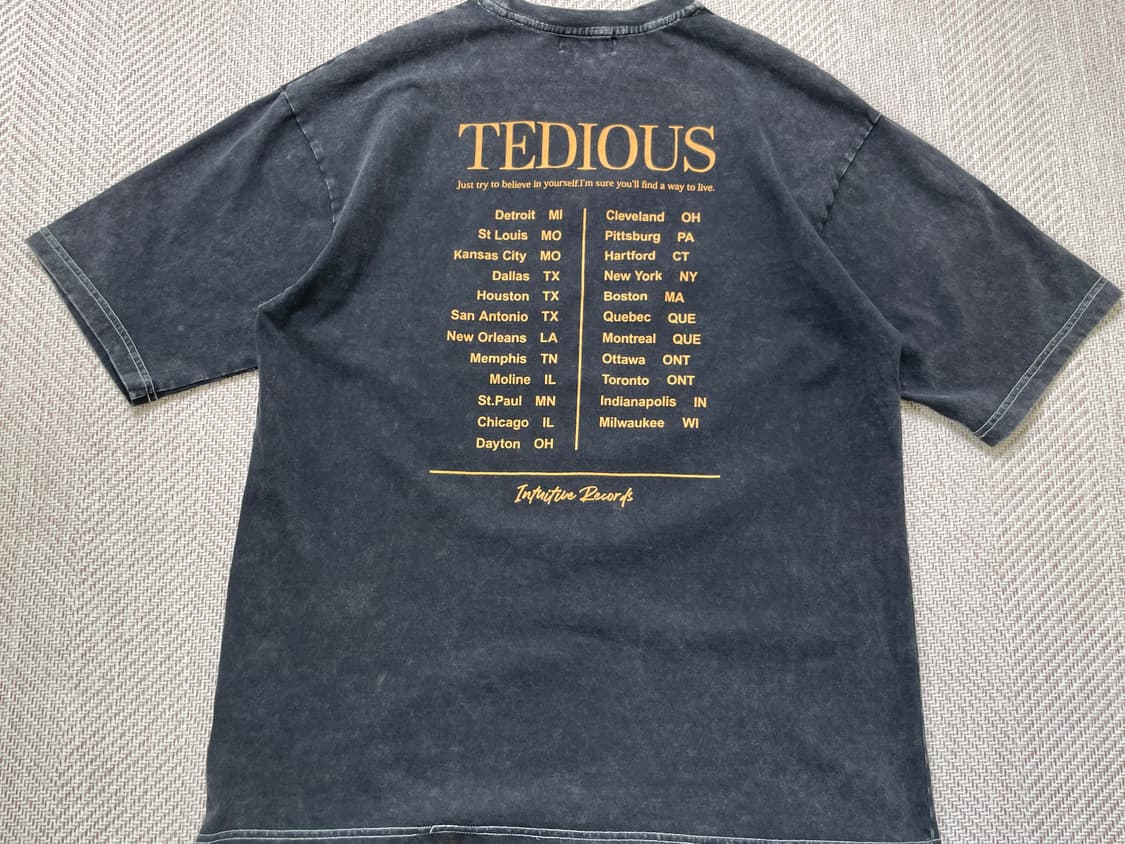 TEDIOUS
Just try to believe in yourself.I'm sure you'll find a way to live.
Detroit MI
St Louis MO
Kansas City MO
Dallas TX
Houston TX
San Antonio TX
New Orleans LA
Memphis TN
Moline IL
St.Paul MN
Chicago IL
Dayton OH
Cleveland OH
Pittsburg PA
Hartford CT
New York NY
Boston MA
Quebec QUE
Montreal QUE
Ottawa ONT
Toronto ONT
Indianapolis IN
Milwaukee WI
Intuitive Records